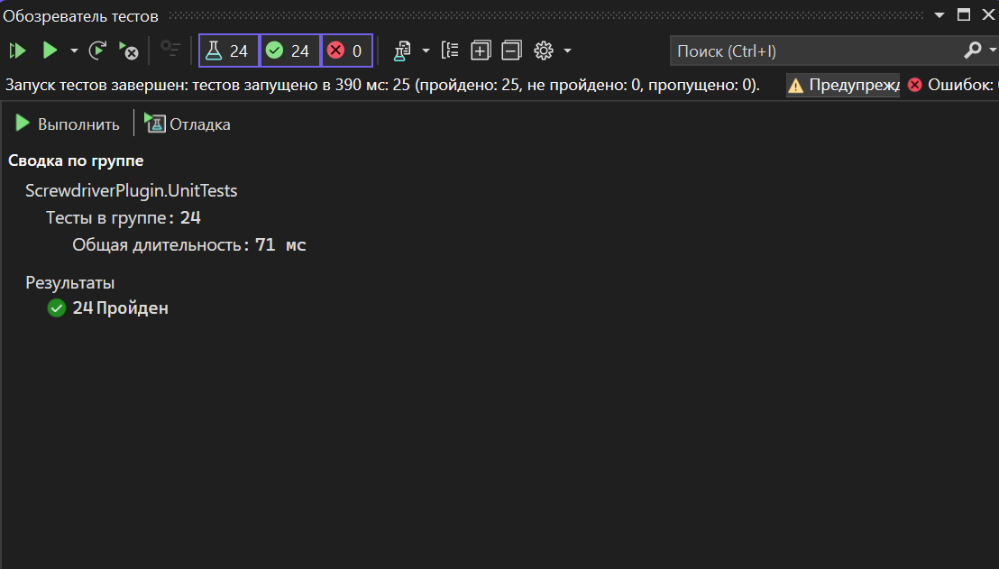 Обозреватель тестов
24 24 0 Поиск (Ctrl+I)
Запуск тестов завершен: тестов запущено в 390 мс: 25 (пройдено: 25, не пройдено: 0, пропущено: 0). Предупрежд Ошибок:
Выполнить Отладка
Сводка по группе
ScrewdriverPlugin.UnitTests
Тесты в группе: 24
Общая длительность: 71 мс
Результаты
24 Пройден